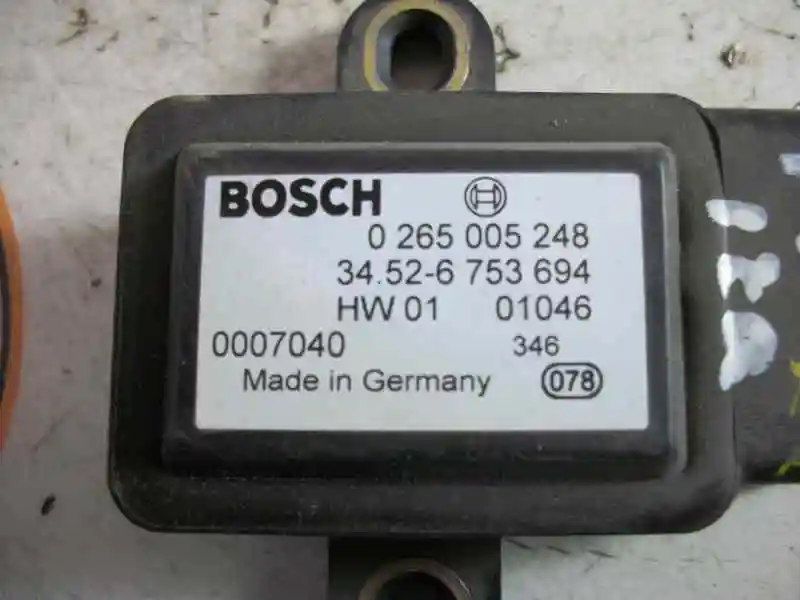 BOSCH
0 265 005 248
34.52-6 753 694
HW 01 01046
0007040 346
Made in Germany 078